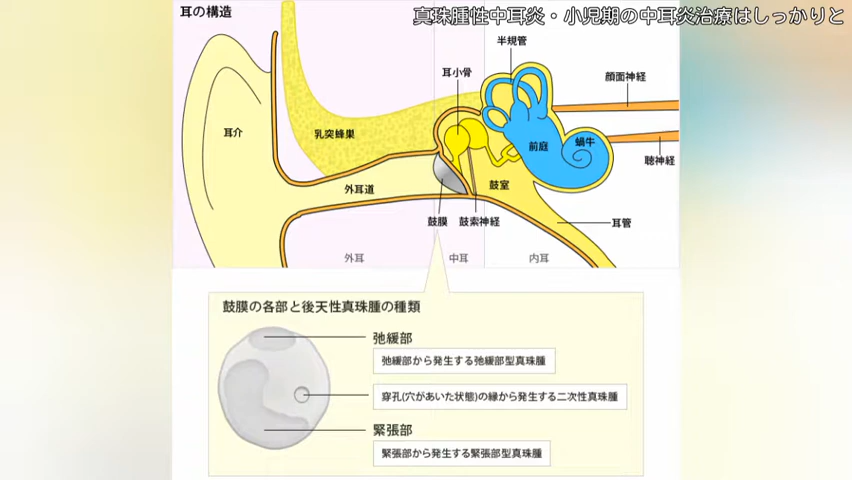 真珠腫性中耳炎・小児期の中耳炎治療はしっかりと
耳の構造
半規管
耳小骨
顔面神経
耳介
乳突蜂巣
前庭
蝸牛
聴神経
外耳道
鼓室
鼓膜
鼓索神経
耳管
外耳
中耳
内耳
鼓膜の各部と後天性真珠腫の種類
弛緩部
弛緩部から発生する弛緩部型真珠腫
穿孔(穴があいた状態)の縁から発生する二次性真珠腫
緊張部
緊張部から発生する緊張部型真珠腫